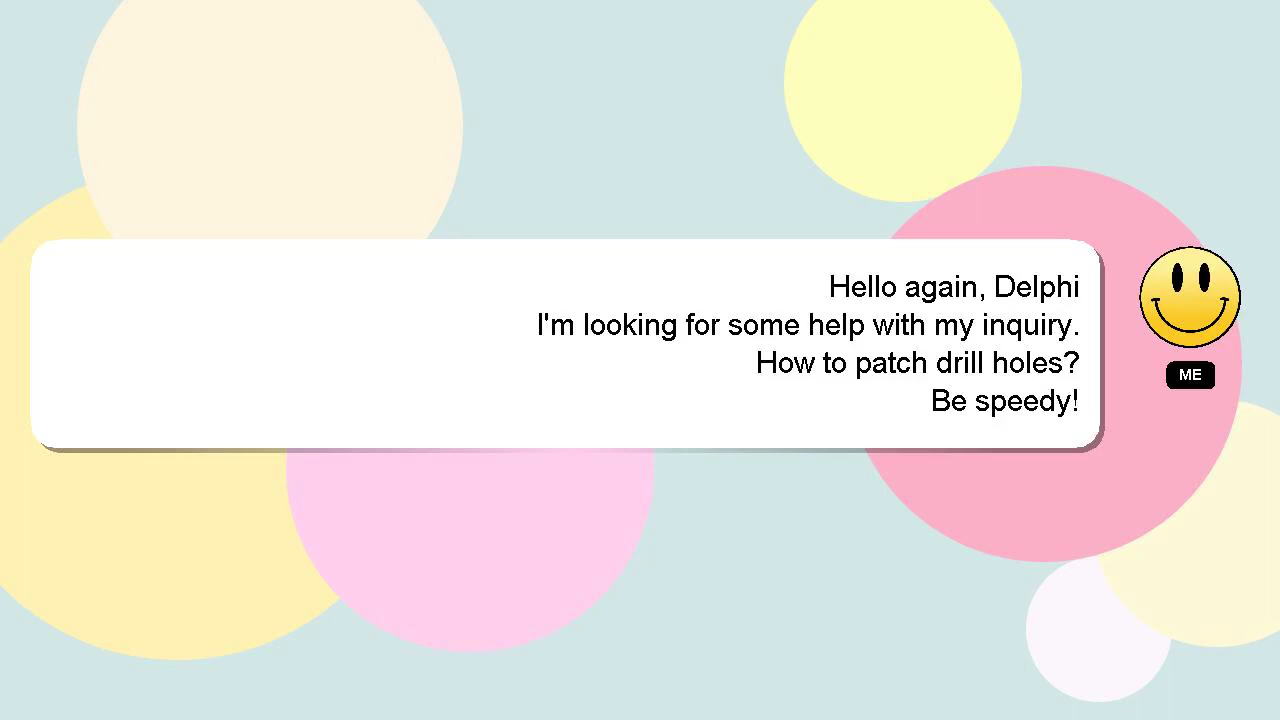 Hello again, Delphi
I'm looking for some help with my inquiry.
How to patch drill holes?
Be speedy!
ME